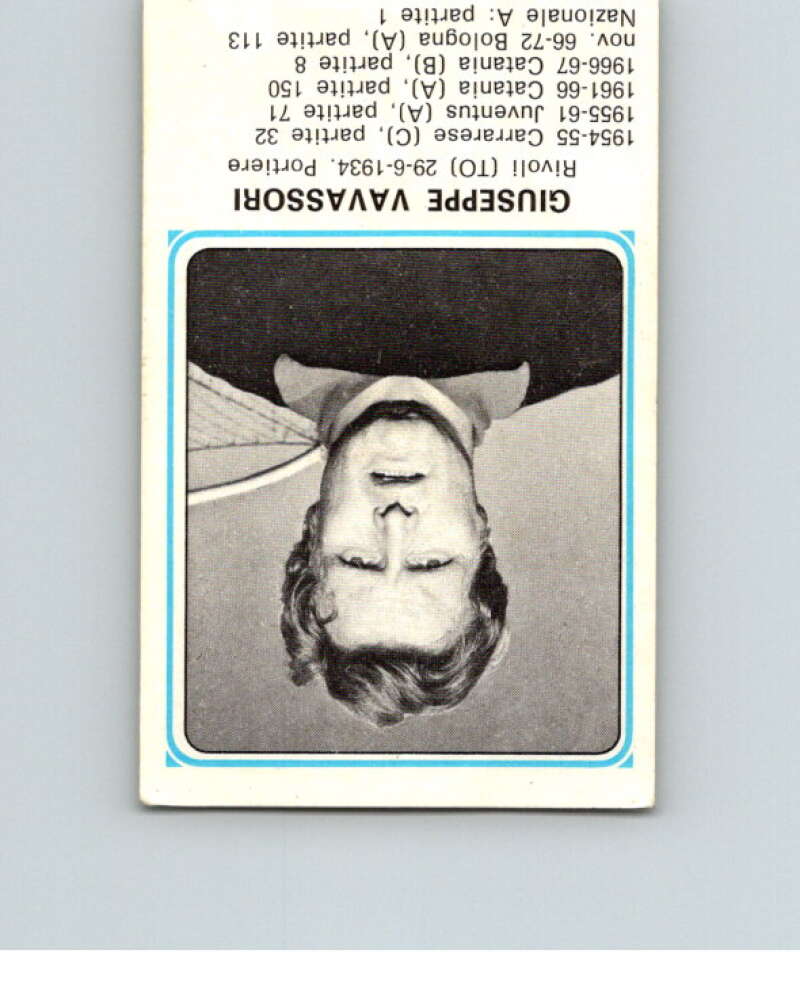 GIUSEPPE VAVASSORI
Rivoli (TO) 29-6-1934. Portiere
1954-55 Carrarese (C), partite 32
1955-61 Juventus (A), partite 71
1961-66 Catania (A), partite 150
1966-67 Catania (B), partite 8
nov. 66-72 Bologna (A), partite 113
Nazionale A: partite 1